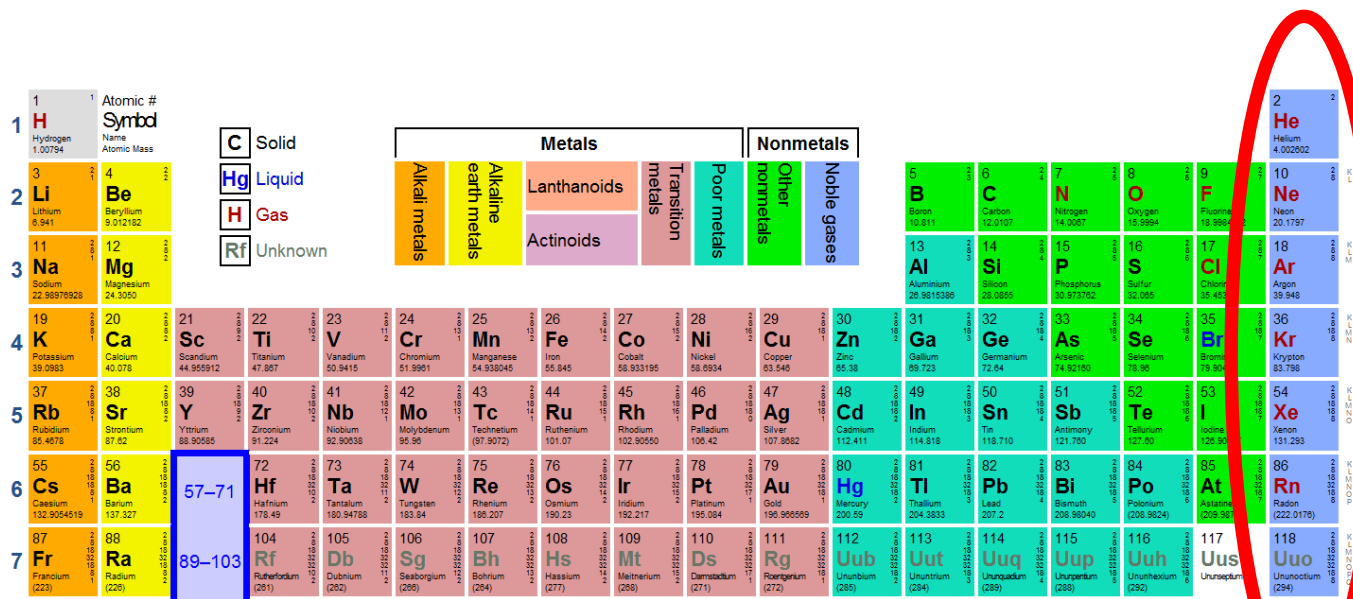 1
1
H
Hydrogen
1.00794
Atomic #
Symbol
Name
Atomic Mass
C Solid
Hg Liquid
H Gas
Rf Unknown
Metals
Nonmetals
Alkali metals
Alkaline
earth metals
Lanthanoids
Actinoids
Transition
metals
Poor metals
Other
nonmetals
Noble gases
2
He
Helium
4.002602
2
3
Li
Lithium
6.941
4
Be
Beryllium
9.012182
5
B
Boron
10.811
6
C
Carbon
12.0107
7
N
Nitrogen
14.0067
8
O
Oxygen
15.9994
9
F
Fluorine
10
Ne
Neon
20.1797
3
11
Na
Sodium
22.98976928
12
Mg
Magnesium
24.3050
13
Al
Aluminium
26.9815386
14
Si
Silicon
28.0855
15
P
Phosphorus
30.973762
16
S
Sulfur
32.065
17
Cl
35.453
18
Ar
Argon
39.948
4
19
K
Potassium
39.0983
20
Ca
Calcium
40.078
21
Sc
Scandium
44.955912
22
Ti
Titanium
47.867
23
V
Vanadium
50.9415
24
Cr
Chromium
51.9961
25
Mn
Manganese
54.938045
26
Fe
Iron
55.845
27
Co
Cobalt
58.933195
28
Ni
Nickel
58.6934
29
Cu
Copper
63.546
30
Zn
Zinc
65.38
31
Ga
Gallium
69.723
32
Ge
Germanium
72.64
33
As
Arsenic
74.92160
34
Se
Selenium
78.96
35
Br
79.904
36
Kr
Krypton
83.798
5
37
Rb
Rubidium
85.4678
38
Sr
Strontium
87.62
39
Y
Yttrium
88.90585
40
Zr
Zirconium
91.224
41
Nb
Niobium
92.90638
42
Mo
Molybdenum
95.96
43
Tc
Technetium
(97.9072)
44
Ru
Ruthenium
101.07
45
Rh
Rhodium
102.90550
46
Pd
Palladium
106.42
47
Ag
Silver
107.8682
48
Cd
Cadmium
112.411
49
In
Indium
114.818
50
Sn
Tin
118.710
51
Sb
Antimony
121.760
52
Te
Tellurium
127.60
53
I
Iodine
54
Xe
Xenon
131.293
6
55
Cs
Caesium
132.9054519
56
Ba
Barium
137.327
57–71
72
Hf
Hafnium
178.49
73
Ta
Tantalum
180.94788
74
W
Tungsten
183.84
75
Re
Rhenium
186.207
76
Os
Osmium
190.23
77
Ir
Iridium
192.217
78
Pt
Platinum
195.084
79
Au
Gold
196.966569
80
Hg
Mercury
200.59
81
Tl
Thallium
204.3833
82
Pb
Lead
207.2
83
Bi
Bismuth
208.98040
84
Po
Polonium
(208.9824)
85
At
Astatine
86
Rn
Radon
(222.0176)
7
87
Fr
Francium
(223)
88
Ra
Radium
(226)
89–103
104
Rf
Rutherfordium
(261)
105
Db
Dubnium
(262)
106
Sg
Seaborgium
(266)
107
Bh
Bohrium
(264)
108
Hs
Hassium
(277)
109
Mt
Meitnerium
(268)
110
Ds
Darmstadtium
(271)
111
Rg
Roentgenium
(272)
112
Uub
Ununbium
(285)
113
Uut
Ununtrium
(284)
114
Uuq
Ununquadium
(289)
115
Uup
Ununpentium
(288)
116
Uuh
Ununhexium
(292)
117
Uus
Ununseptium
118
Uuo
Ununoctium
(294)